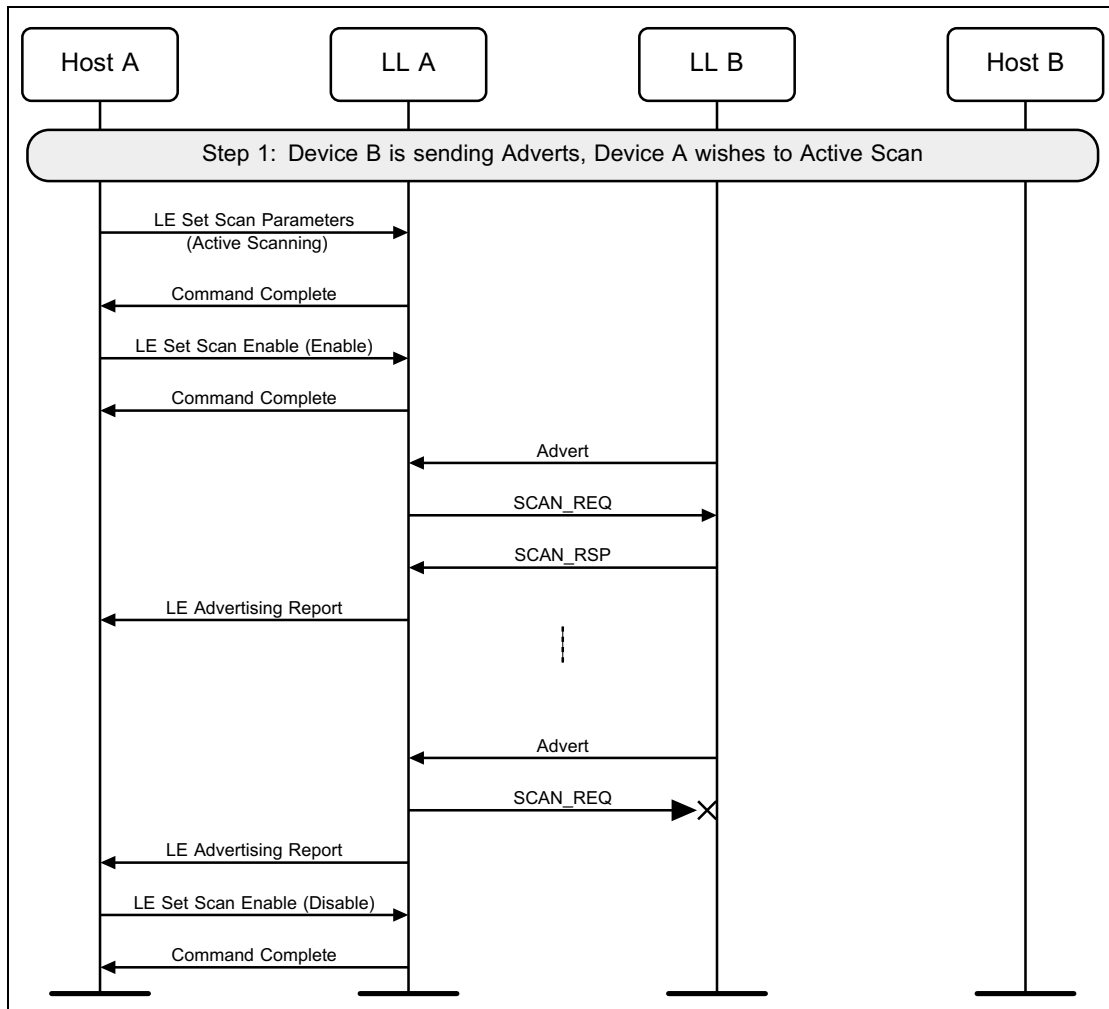 Host A
LL A
LL B
Host B
Step 1: Device B is sending Adverts, Device A wishes to Active Scan
LE Set Scan Parameters
(Active Scanning)
Command Complete
LE Set Scan Enable (Enable)
Command Complete
Advert
SCAN_REQ
SCAN_RSP
LE Advertising Report
Advert
SCAN_REQ
LE Advertising Report
LE Set Scan Enable (Disable)
Command Complete